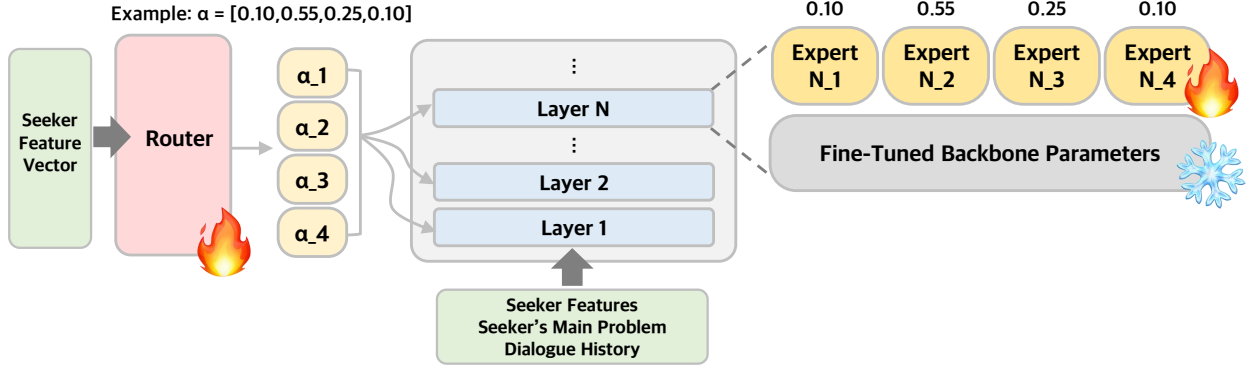 Example: α = [0.10,0.55,0.25,0.10]
Seeker
Feature
Vector
Router
α_1
α_2
α_3
α_4
⋮
Layer N
⋮
Layer 2
Layer 1
Seeker Features
Seeker's Main Problem
Dialogue History
0.10 0.55 0.25 0.10
Expert N_1
Expert N_2
Expert N_3
Expert N_4
Fine-Tuned Backbone Parameters